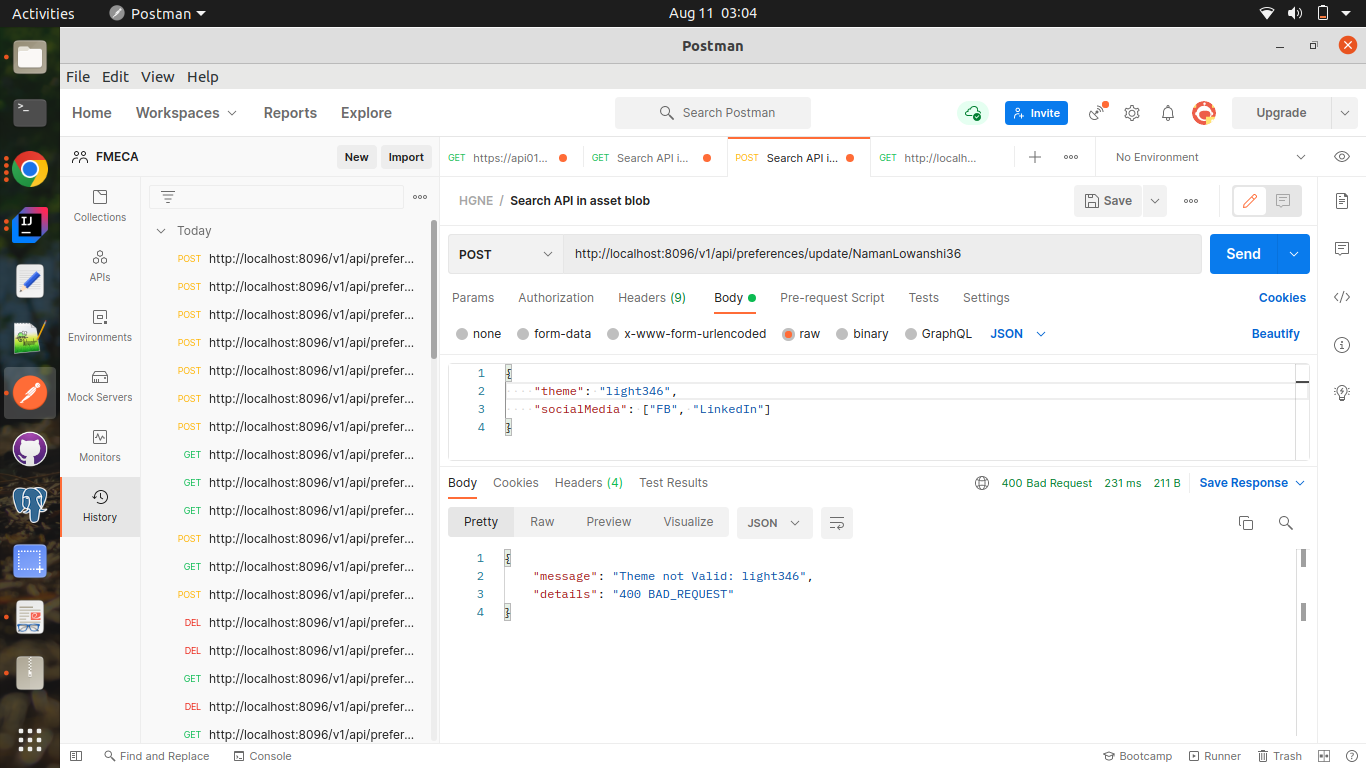 Activities Postman Aug 11 03:04
Postman
File Edit View Help
Home Workspaces Reports Explore Search Postman Invite Upgrade
FMECA New Import GET https://api01... GET Search API i... POST Search API i... GET http://localh... No Environment
Collections
APIs
Environments
Mock Servers
Monitors
History
Today
POST http://localhost:8096/v1/api/prefer...
POST http://localhost:8096/v1/api/prefer...
POST http://localhost:8096/v1/api/prefer...
POST http://localhost:8096/v1/api/prefer...
POST http://localhost:8096/v1/api/prefer...
POST http://localhost:8096/v1/api/prefer...
POST http://localhost:8096/v1/api/prefer...
GET http://localhost:8096/v1/api/prefer...
GET http://localhost:8096/v1/api/prefer...
GET http://localhost:8096/v1/api/prefer...
POST http://localhost:8096/v1/api/prefer...
GET http://localhost:8096/v1/api/prefer...
POST http://localhost:8096/v1/api/prefer...
DEL http://localhost:8096/v1/api/prefer...
DEL http://localhost:8096/v1/api/prefer...
GET http://localhost:8096/v1/api/prefer...
DEL http://localhost:8096/v1/api/prefer...
GET http://localhost:8096/v1/api/prefer...
HGNE / Search API in asset blob Save
POST http://localhost:8096/v1/api/preferences/update/NamanLowanshi36 Send
Params Authorization Headers (9) Body Pre-request Script Tests Settings Cookies
none form-data x-www-form-urlencoded raw binary GraphQL JSON Beautify
1 {
2 "theme": "light346",
3 "socialMedia": ["FB", "LinkedIn"]
4 }
Body Cookies Headers (4) Test Results 400 Bad Request 231 ms 211 B Save Response
Pretty Raw Preview Visualize JSON
1 {
2 "message": "Theme not Valid: light346",
3 "details": "400 BAD_REQUEST"
4 }
Find and Replace Console Bootcamp Runner Trash